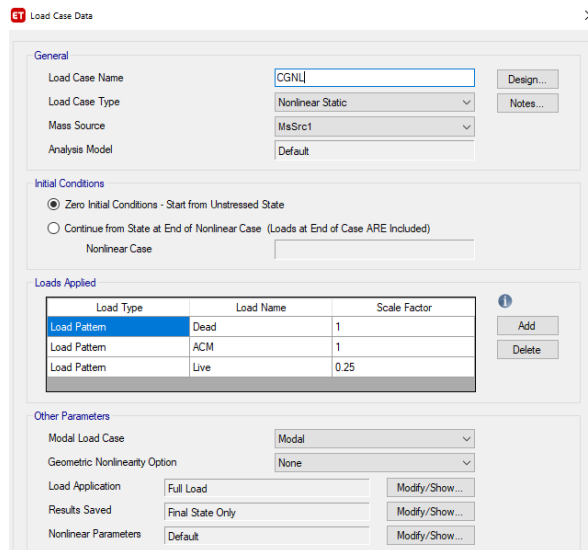 ET Load Case Data
General
Load Case Name CGNL Design...
Load Case Type Nonlinear Static Notes...
Mass Source MsSrc1
Analysis Model Default
Initial Conditions
Zero Initial Conditions - Start from Unstressed State
Continue from State at End of Nonlinear Case (Loads at End of Case ARE Included)
Nonlinear Case
Loads Applied
Load Type Load Name Scale Factor
Load Pattern Dead 1 Add
Load Pattern ACM 1 Delete
Load Pattern Live 0.25
Other Parameters
Modal Load Case Modal
Geometric Nonlinearity Option None
Load Application Full Load Modify/Show...
Results Saved Final State Only Modify/Show...
Nonlinear Parameters Default Modify/Show...